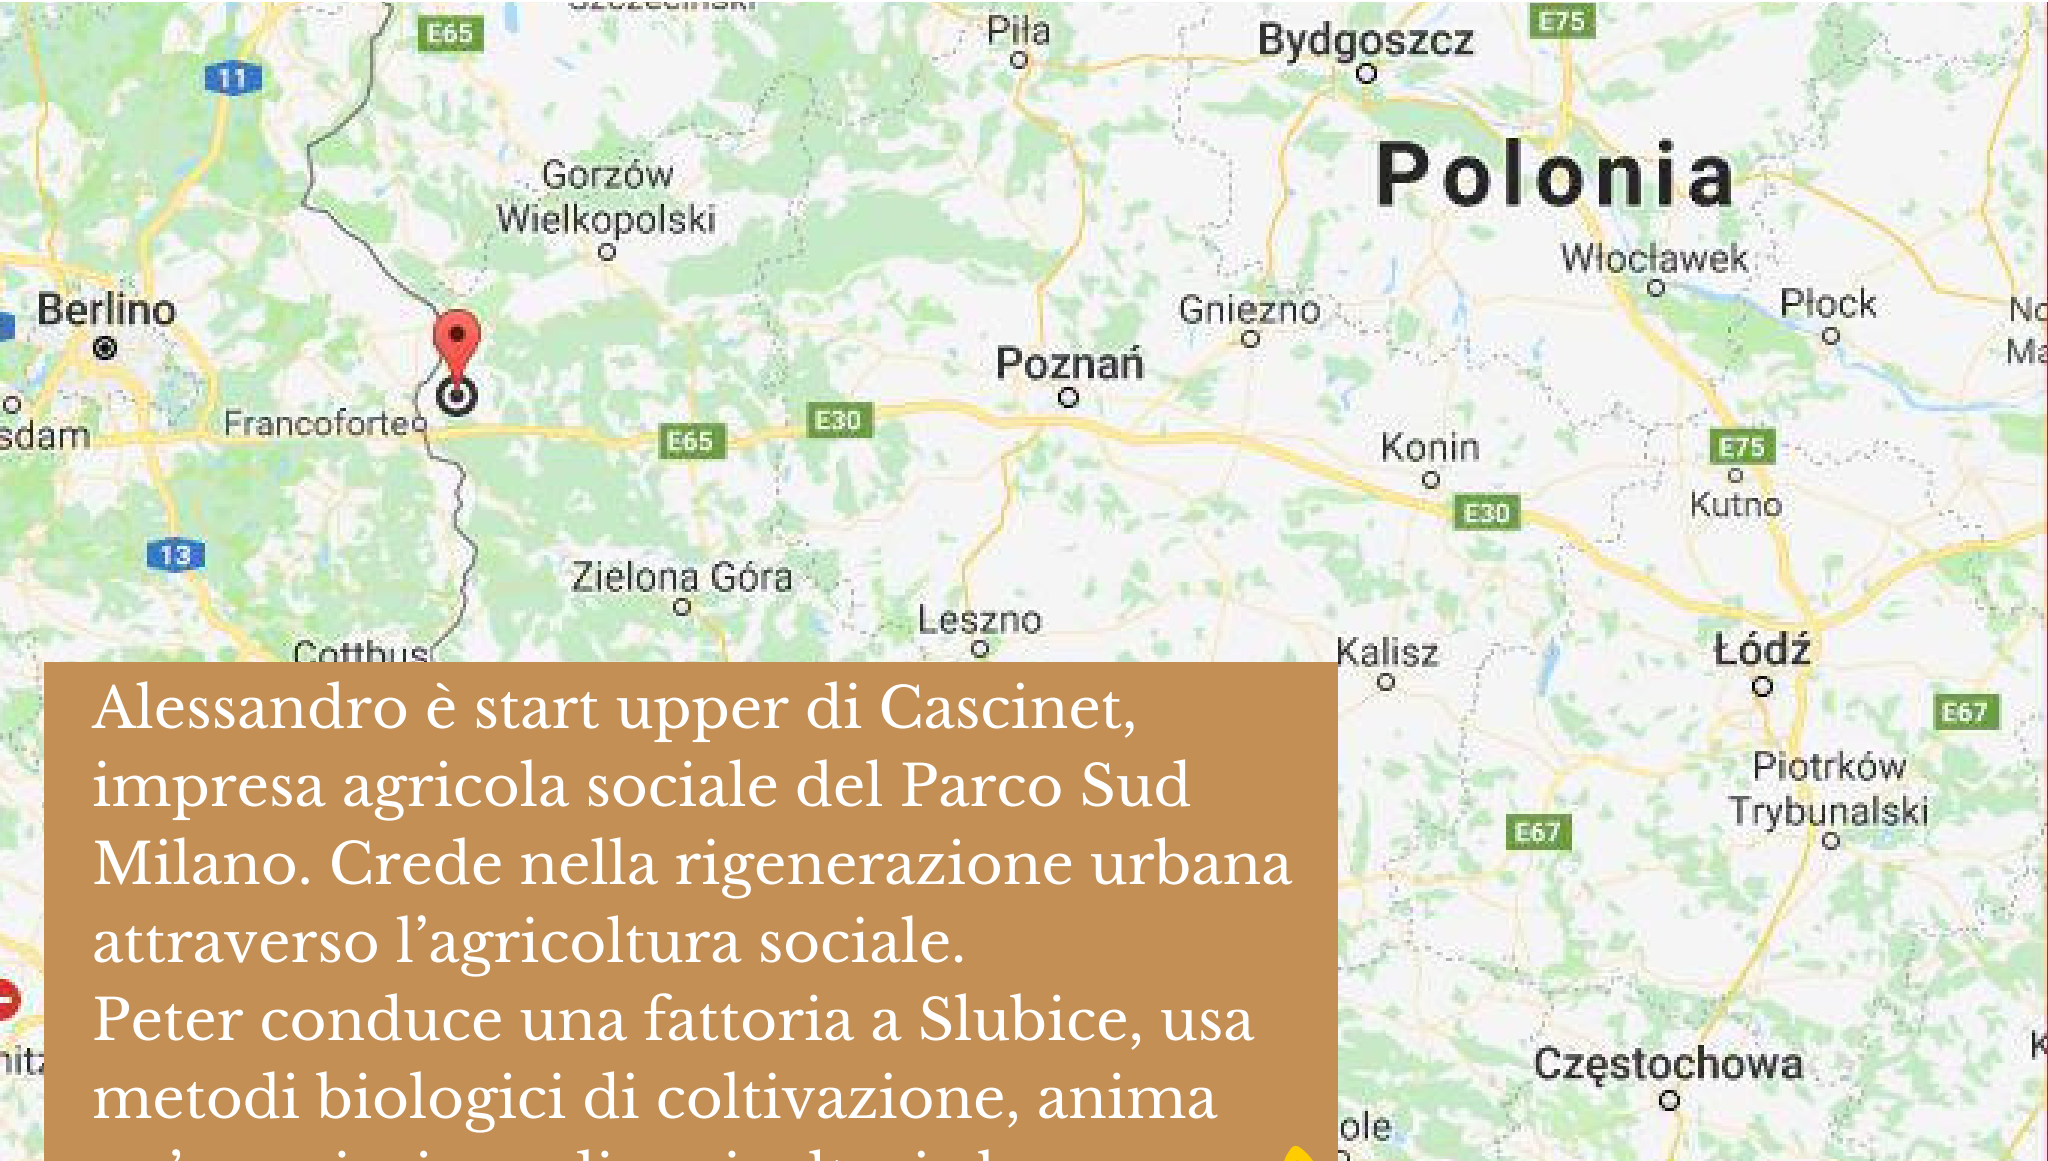 E65
Piła
Bydgoszcz
E75
11
Polonia
Gorzów
Wielkopolski
Włocławek
Berlino
Gniezno
Płock
Poznań
Francoforte
E30
E65
Konin
E75
Kutno
E30
13
Zielona Góra
Leszno
Cottbus
Kalisz
Łódź
E67
Piotrków
Trybunalski
E67
Częstochowa
Alessandro è start upper di Cascinet,
impresa agricola sociale del Parco Sud
Milano. Crede nella rigenerazione urbana
attraverso l’agricoltura sociale.
Peter conduce una fattoria a Slubice, usa
metodi biologici di coltivazione, anima